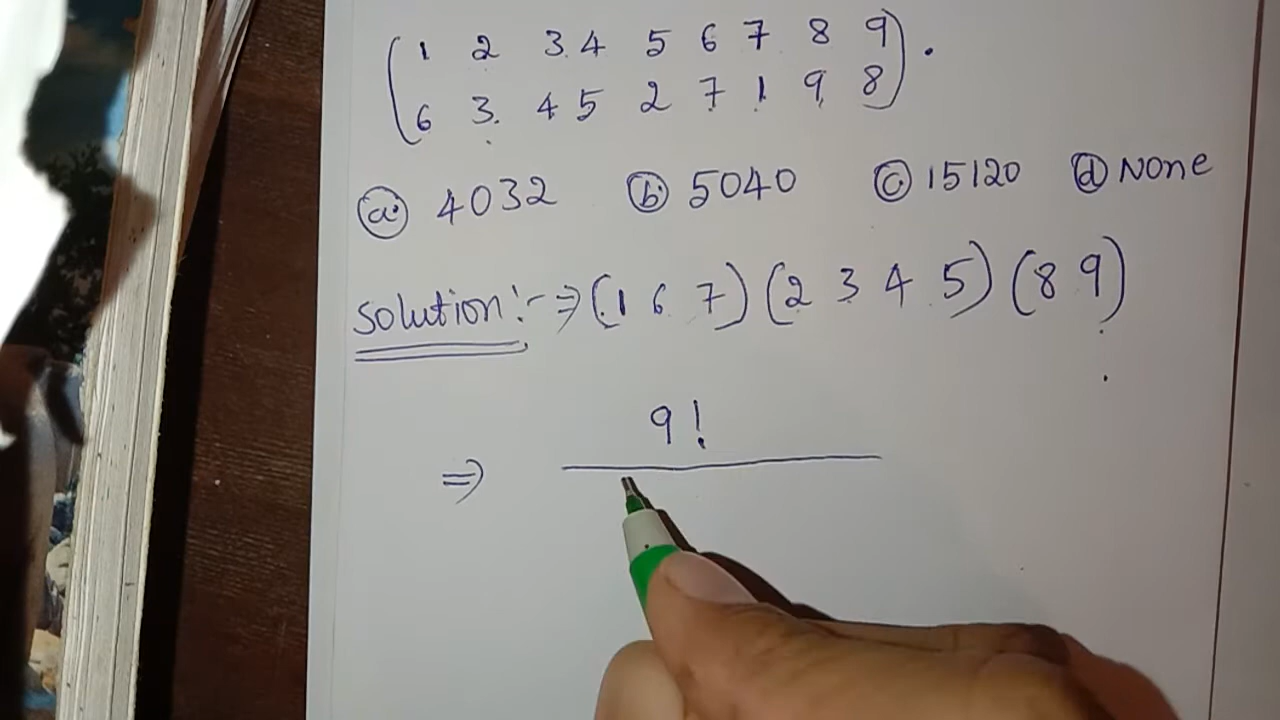 ( 1 2 3 4 5 6 7 8 9 ) .
( 6 3 4 5 2 7 1 9 8 )
(a) 4032 (b) 5040 (c) 15120 (d) None
Solution:- ⇒ (1 6 7) (2 3 4 5) (8 9)
9!
⇒